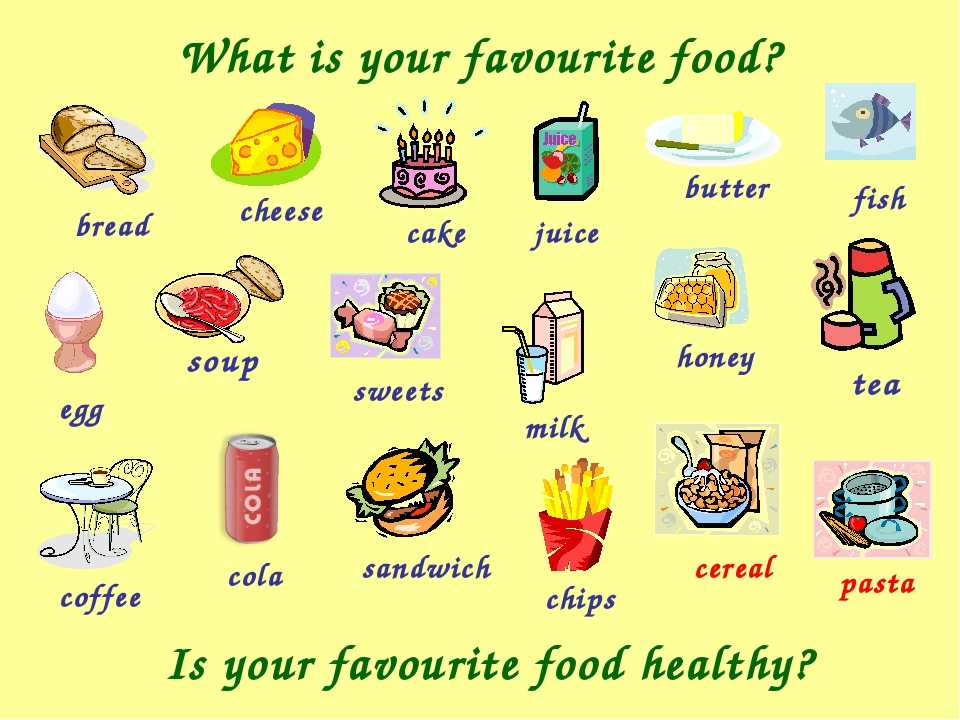 What is your favourite food?
Juice
bread
cheese
cake
juice
butter
fish
egg
soup
sweets
milk
honey
tea
COLA
coffee
cola
sandwich
chips
cereal
pasta
Is your favourite food healthy?